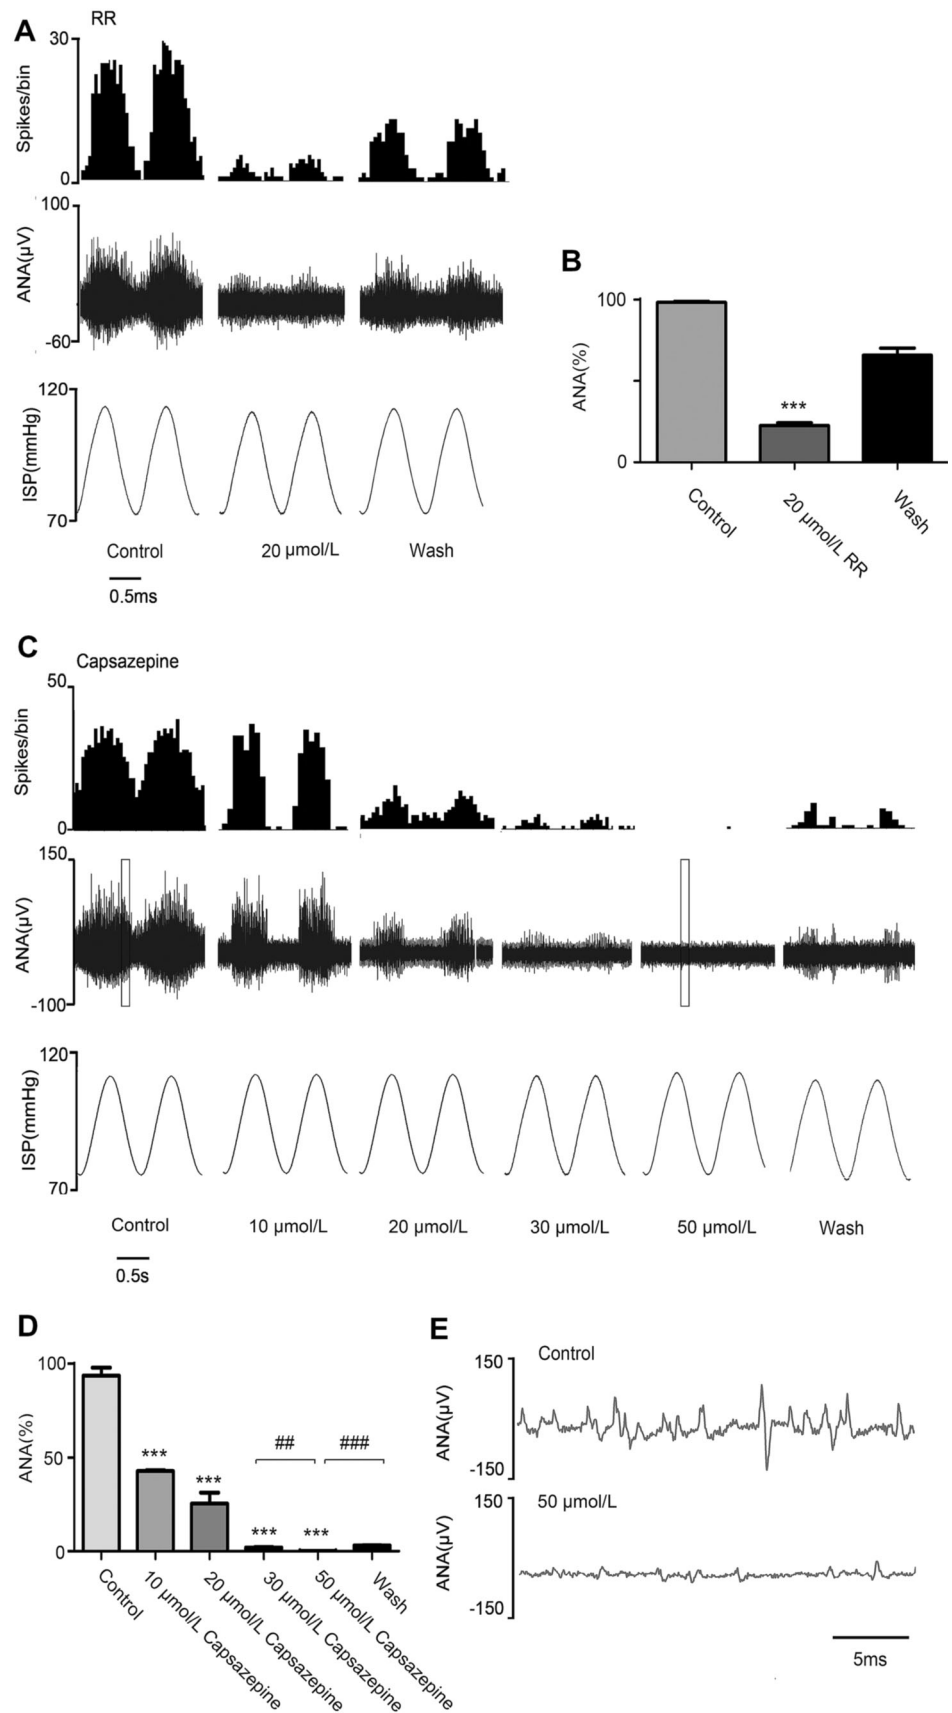 A
RR
30
Spikes/bin
0
100
ANA(µV)
-60
120
ISP(mmHg)
70
Control 20 µmol/L Wash
0.5ms
B
100
ANA(%)
***
0
Control
20 µmol/L RR
Wash
C
Capsazepine
50
Spikes/bin
0
150
ANA(µV)
-100
120
ISP(mmHg)
70
Control 10 µmol/L 20 µmol/L 30 µmol/L 50 µmol/L Wash
0.5s
D
100
ANA(%)
50
0
***
***
***
***
##
###
Control
10 µmol/L Capsazepine
20 µmol/L Capsazepine
30 µmol/L Capsazepine
50 µmol/L Capsazepine
Wash
E
Control
150
ANA(µV)
-150
50 µmol/L
150
ANA(µV)
-150
5ms